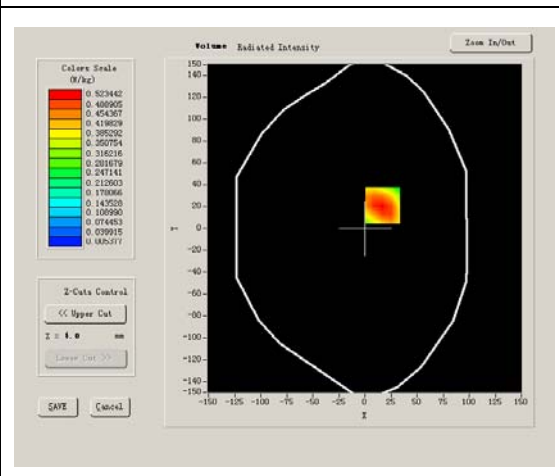 Volume Radiated Intensity
Zoom In/Out
Colors Scale
(W/kg)
0.523442
0.488905
0.454367
0.419829
0.385292
0.350754
0.316216
0.281679
0.247141
0.212603
0.178066
0.143528
0.108990
0.074453
0.039915
0.005377
150
140
120
100
80
60
40
20
0
-20
-40
-60
-80
-100
-120
-140
-150
Y
-150 -125 -100 -75 -50 -25 0 25 50 75 100 125 150
X
Z-Cuts Control
<< Upper Cut
Z = 4.0 mm
Lower Cut >>
SAVE Cancel